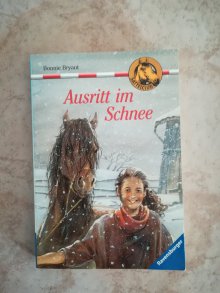 Bonnie Bryant
Ausritt im
Schnee
Ravensburger